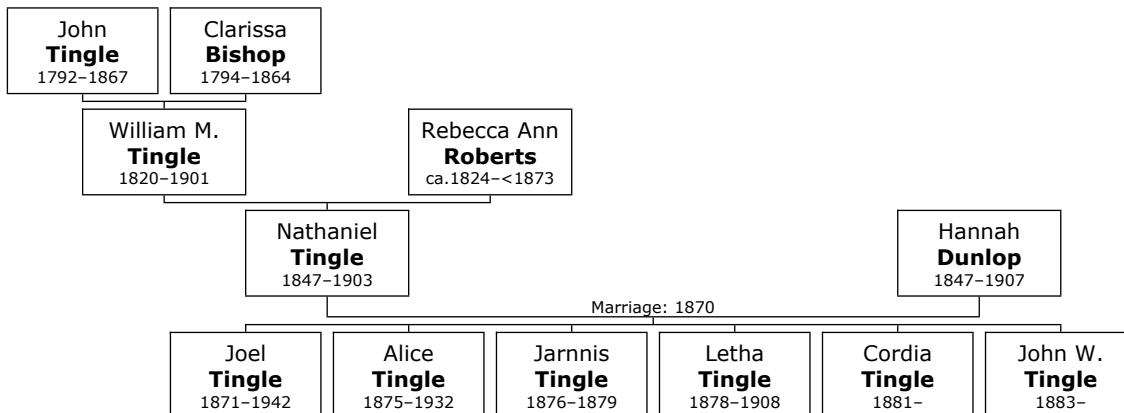 John
Tingle
1792–1867
Clarissa
Bishop
1794–1864
William M.
Tingle
1820–1901
Rebecca Ann
Roberts
ca.1824–<1873
Nathaniel
Tingle
1847–1903
Hannah
Dunlop
1847–1907
Marriage: 1870
Joel
Tingle
1871–1942
Alice
Tingle
1875–1932
Jarnnis
Tingle
1876–1879
Letha
Tingle
1878–1908
Cordia
Tingle
1881–
John W.
Tingle
1883–